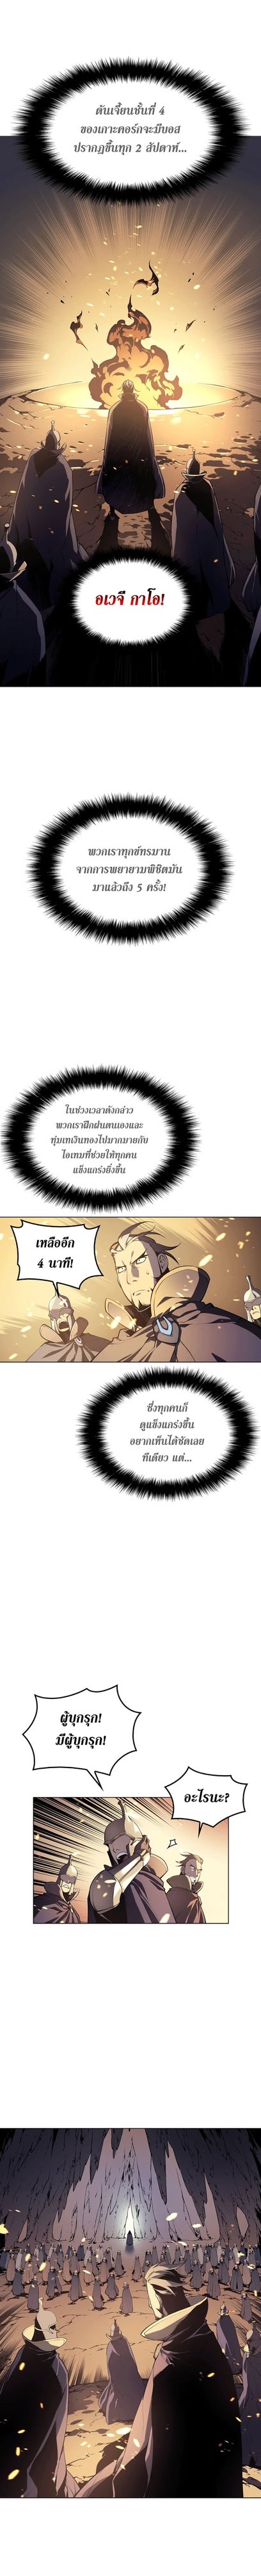 ดันเจี้ยนชั้นที่ 4
ของเกาะคอร์กจะมีบอส
ปรากฏขึ้นทุก 2 สัปดาห์...
อเวจี กาโอ!
พวกเราทุกข์ทรมาน
จากการพยายามพิชิตมัน
มาแล้วถึง 5 ครั้ง!
ในช่วงเวลาดังกล่าว
พวกเราฝึกฝนตนเองและ
ทุ่มเทเงินทองไปมากมายกับ
ไอเทมที่ช่วยให้ทุกคน
แข็งแกร่งยิ่งขึ้น
เหลืออีก
4 นาที!
ซึ่งทุกคนก็
ดูแข็งแกร่งขึ้น
อยากเห็นได้ชัดเลย
ทีเดียว แต่...
ผู้บุกรุก!
มีผู้บุกรุก!
อะไรนะ?